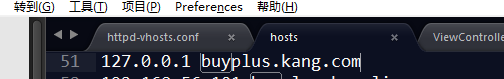 转到(G) 工具(T) 项目(P) Preferences 帮助(H)
httpd-vhosts.conf × hosts × ViewControlle
51 127.0.0.1 buyplus.kang.com